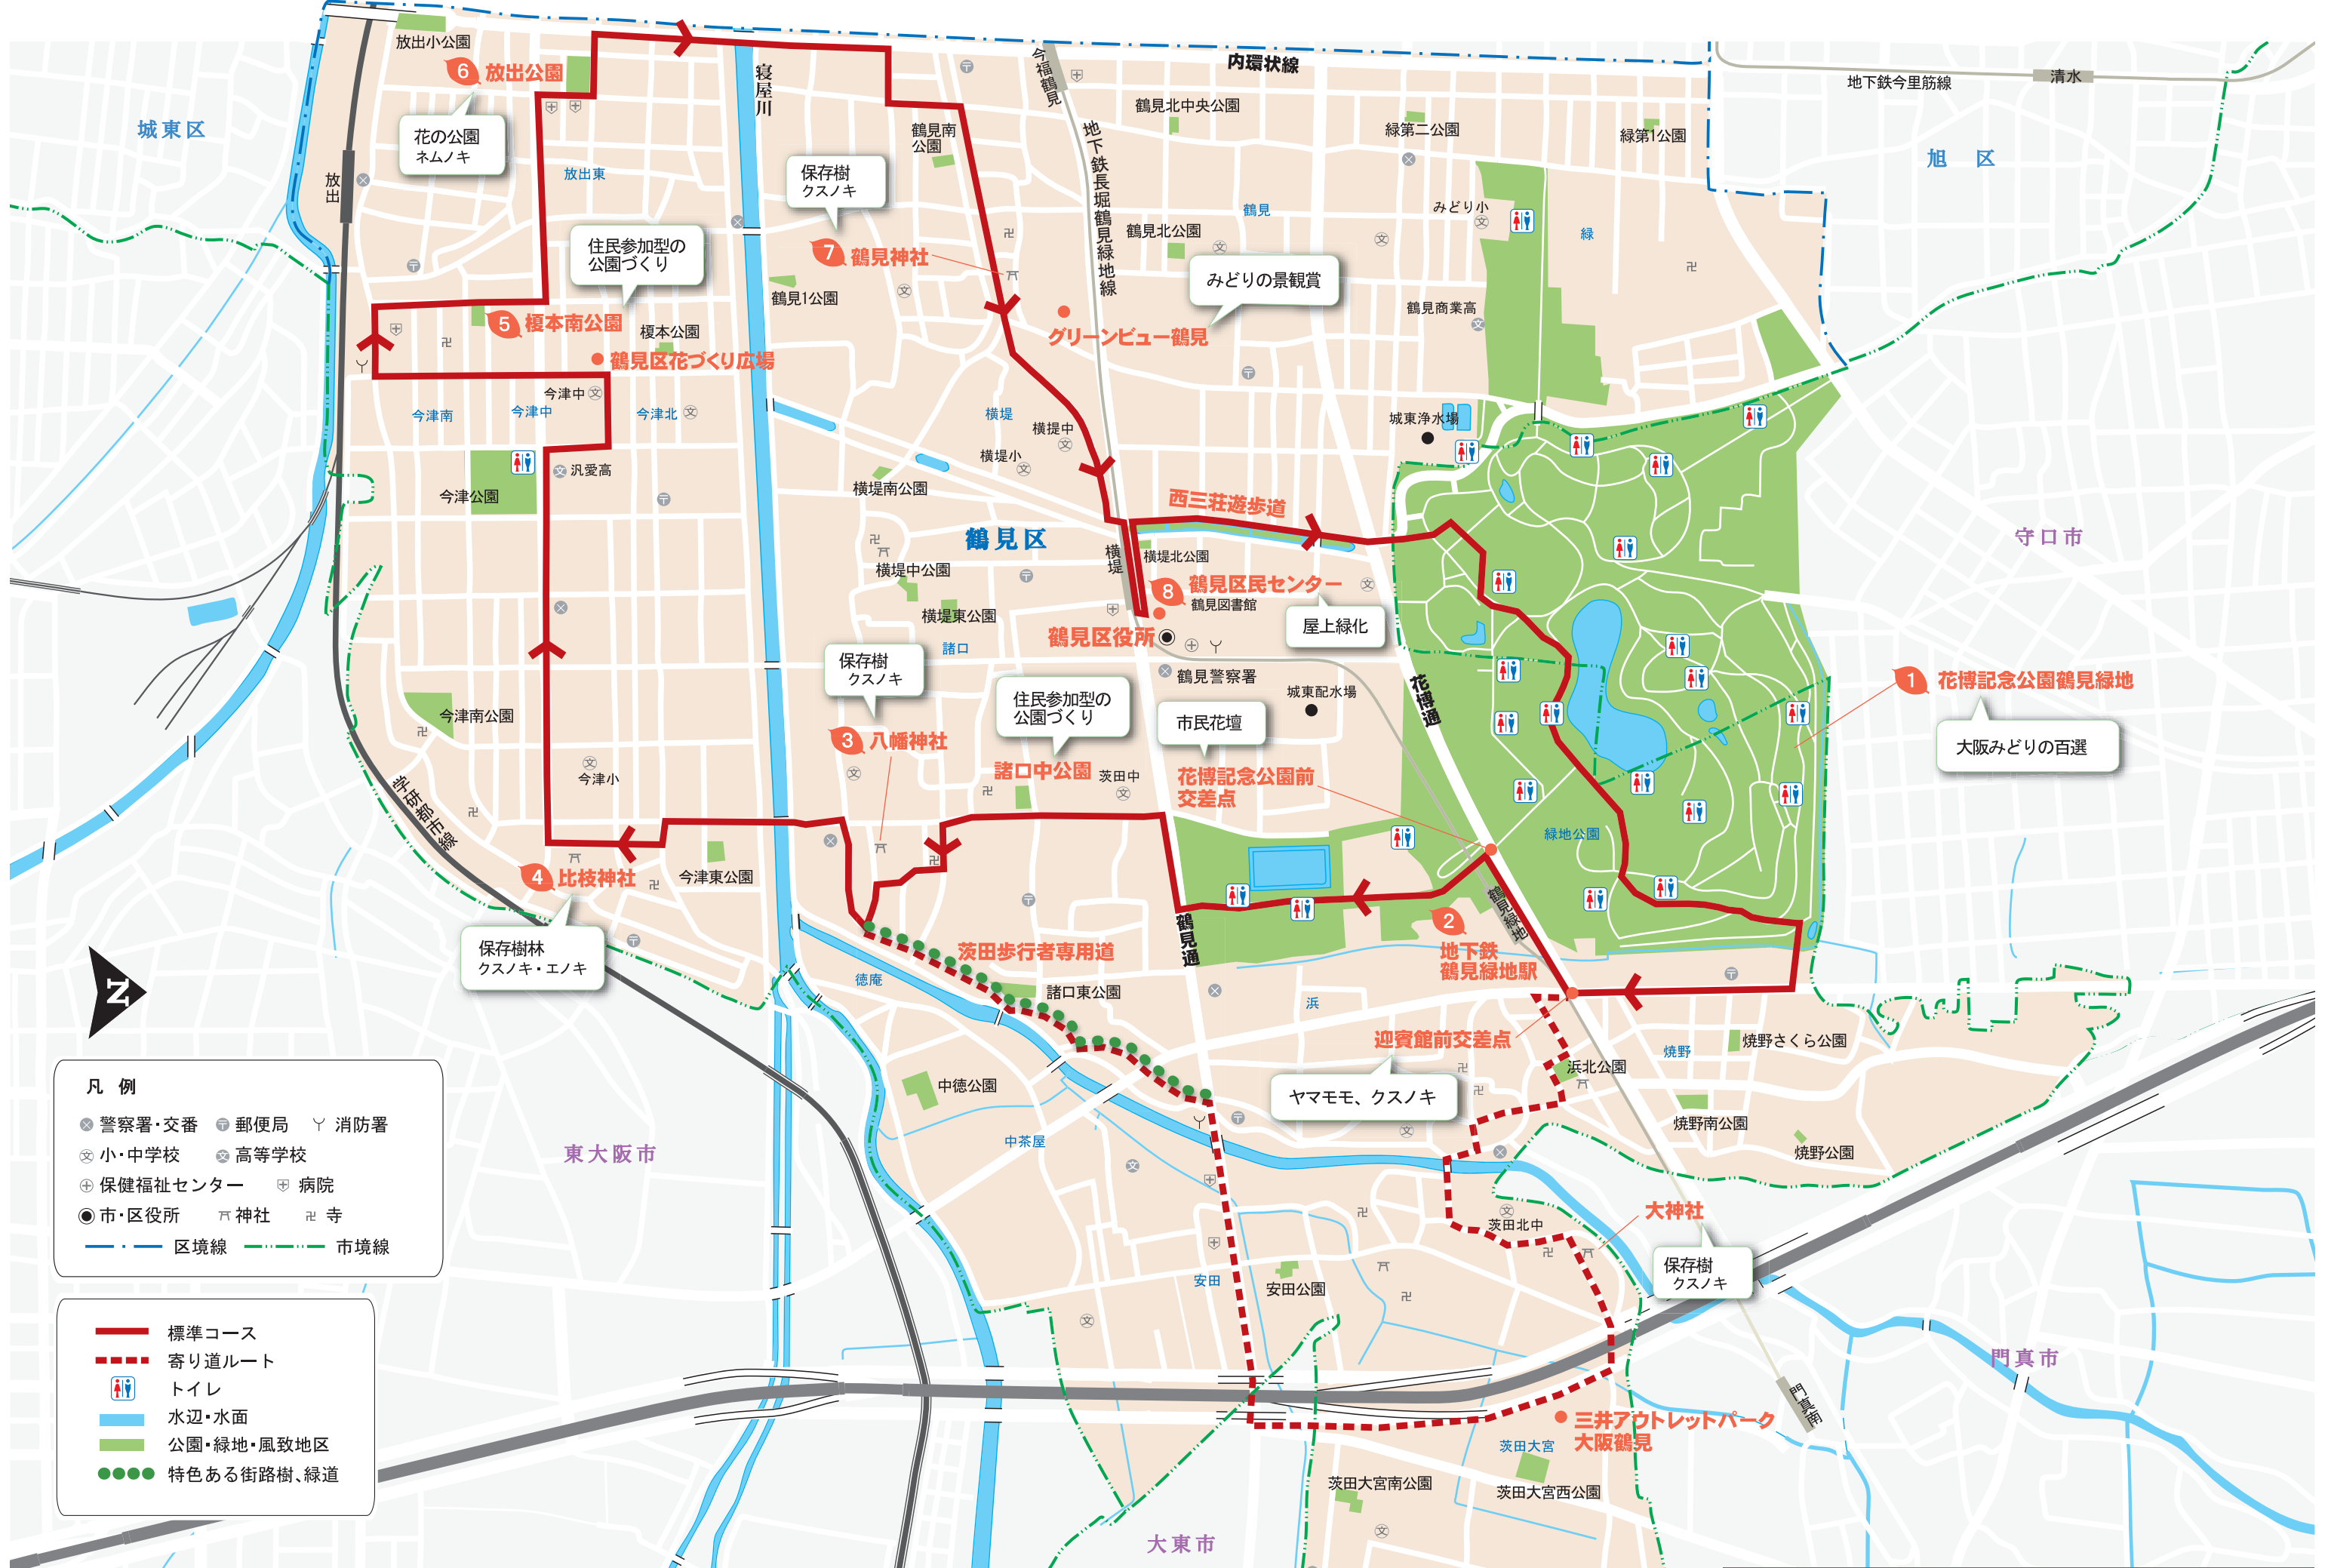 放出小公園
6 放出公園
花の公園
ネムノキ
城東区
放出
放出東
寝屋川
保存樹
クスノキ
7 鶴見神社
鶴見南
公園
今福鶴見
内環状線
地下鉄長堀鶴見緑地線
鶴見北中央公園
緑第二公園
緑第1公園
地下鉄今里筋線
清水
旭 区
鶴見
みどり小
緑
鶴見北公園
みどりの景観賞
鶴見商業高
グリーンビュー鶴見
住民参加型の
公園づくり
5 榎本南公園
榎本公園
鶴見区花づくり広場
鶴見1公園
今津中
今津南
今津中
今津北
汎愛高
今津公園
横堤
横提中
横堤小
横堤南公園
城東浄水場
西三荘遊歩道
鶴見区
横堤
横堤北公園
横堤中公園
横堤東公園
諸口
8 鶴見区民センター
鶴見図書館
屋上緑化
鶴見区役所
鶴見警察署
城東配水場
花博通
守口市
1 花博記念公園鶴見緑地
大阪みどりの百選
今津南公園
今津小
学研都市線
保存樹
クスノキ
3 八幡神社
住民参加型の
公園づくり
諸口中公園
茨田中
市民花壇
花博記念公園前
交差点
緑地公園
4 比枝神社
今津東公園
保存樹林
クスノキ・エノキ
鶴見通
鶴見緑地
2
地下鉄
鶴見緑地駅
茨田歩行者専用道
徳庵
諸口東公園
浜
迎賓館前交差点
ヤマモモ、クスノキ
焼野
焼野さくら公園
浜北公園
焼野南公園
焼野公園
中徳公園
中茶屋
東大阪市
大神社
茨田北中
保存樹
クスノキ
安田
安田公園
門真市
門真南
三井アウトレットパーク
大阪鶴見
茨田大宮
茨田大宮南公園
茨田大宮西公園
大東市
N
凡 例
警察署・交番 郵便局 消防署
小・中学校 高等学校
保健福祉センター 病院
市・区役所 神社 寺
区境線 市境線
標準コース
寄り道ルート
トイレ
水辺・水面
公園・緑地・風致地区
特色ある街路樹、緑道